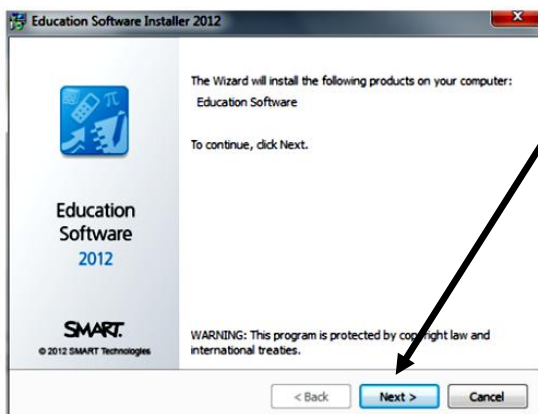 Education Software Installer 2012
The Wizard will install the following products on your computer:
Education Software
To continue, click Next.
Education
Software
2012
SMART.
© 2012 SMART Technologies
WARNING: This program is protected by copyright law and
international treaties.
< Back
Next >
Cancel